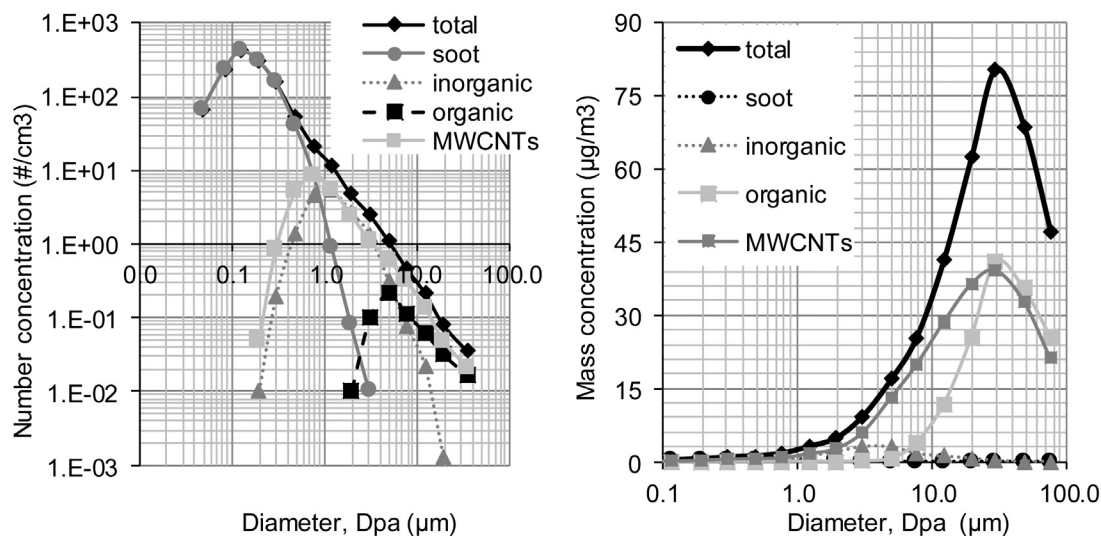 1.E+03
1.E+02
1.E+01
1.E+00
1.E-01
1.E-02
1.E-03
Number concentration (#/cm3)
0.0
0.1
1.0
10.0
100.0
Diameter, Dpa (µm)
total
soot
inorganic
organic
MWCNTs
90
75
60
45
30
15
0
Mass concentration (µg/m3)
0.1
1.0
10.0
100.0
Diameter, Dpa (µm)
total
soot
inorganic
organic
MWCNTs